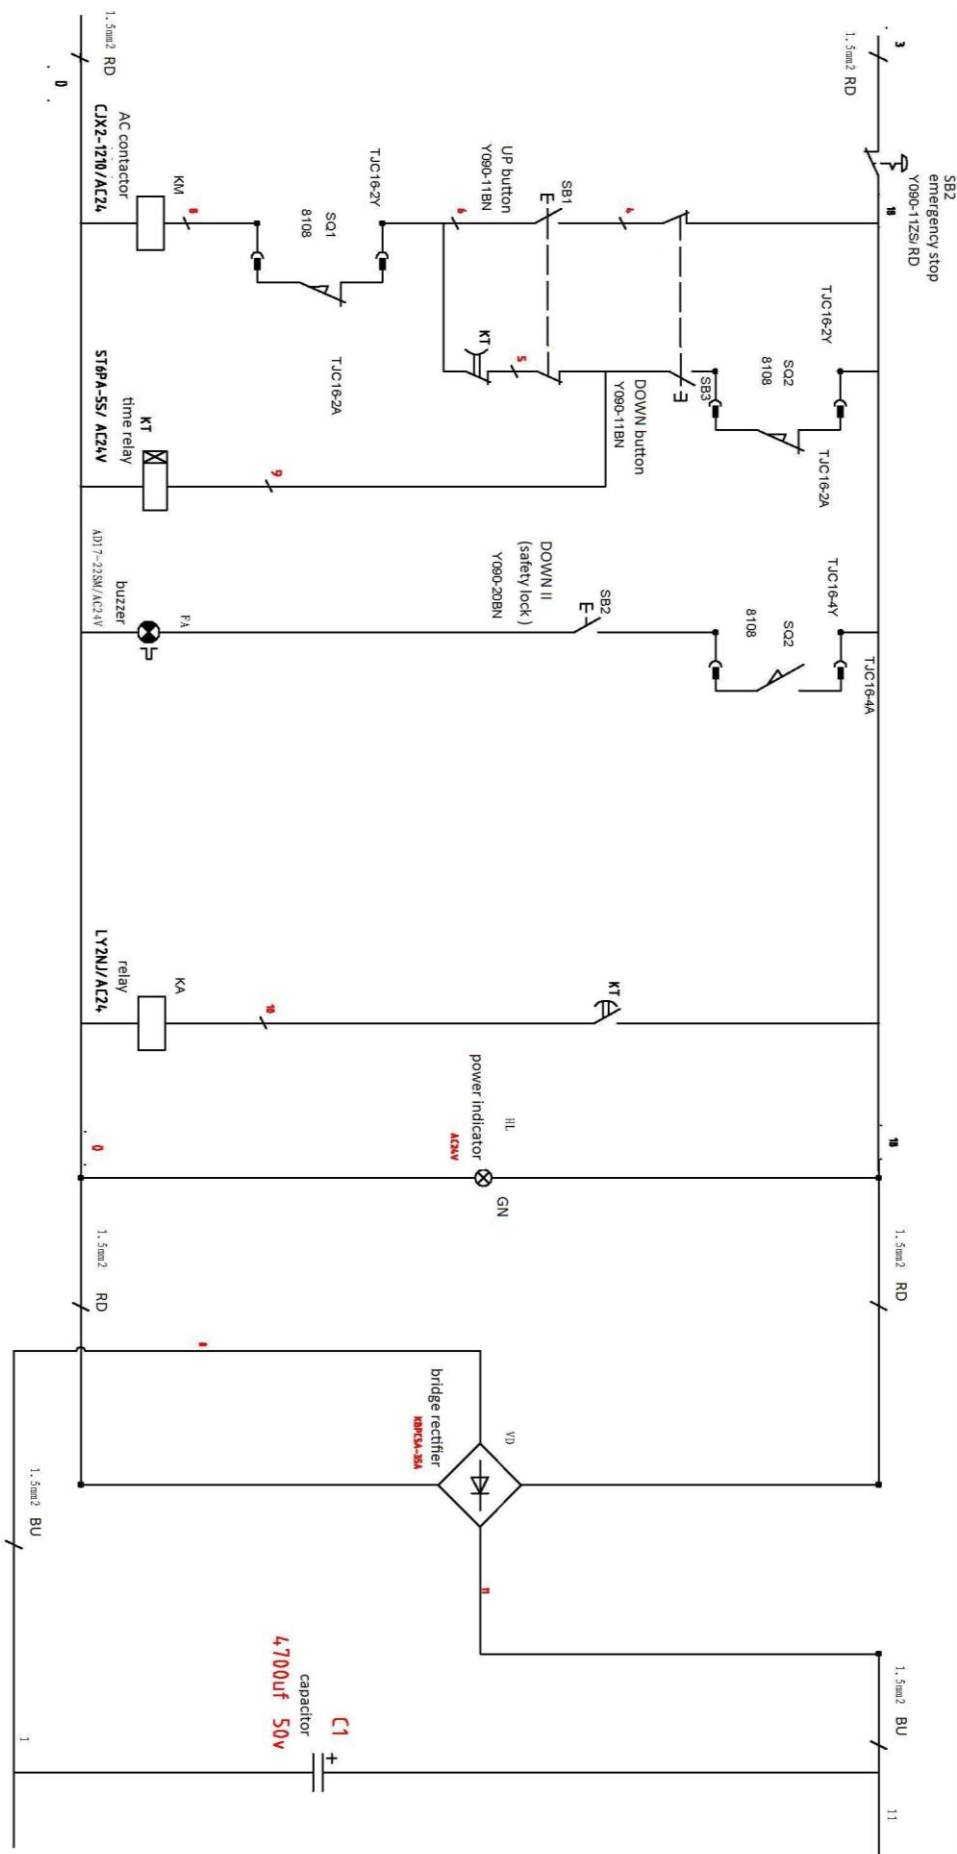 3
1.5mm2 RD
SB2
emergency stop
Y090-11ZS/RD
18
TJC16-2Y
SQ2
8108
TJC16-2A
TJC16-4Y
SQ2
8108
TJC16-4A
18
1.5mm2 RD
1.5mm2 BU
11
4
SB1
UP button
Y090-11BN
6
SB3
DOWN button
Y090-11BN
5
KT
TJC16-2Y
SQ1
8108
TJC16-2A
8
KM
AC contactor
CJX2-1210/AC24
9
KT
time relay
ST6PA-5S/ AC24V
SB2
DOWN II
(safety lock )
Y090-20BN
FA
buzzer
AD17-22SM/AC24V
KT
10
KA
relay
LY2NJ/AC24
HL
power indicator
AC24V
GN
VD
bridge rectifier
KBPC5A-35A
11
C1
+
capacitor
4700uf 50v
1.5mm2 RD
0
0
1.5mm2 RD
1.5mm2 BU
1